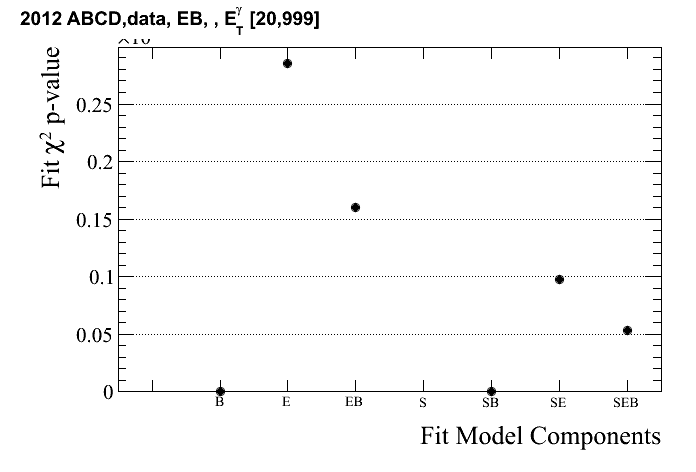 2012 ABCD,data, EB, , E_T^γ [20,999]
Fit χ² p-value
0.25
0.2
0.15
0.1
0.05
0
B E EB S SB SE SEB
Fit Model Components